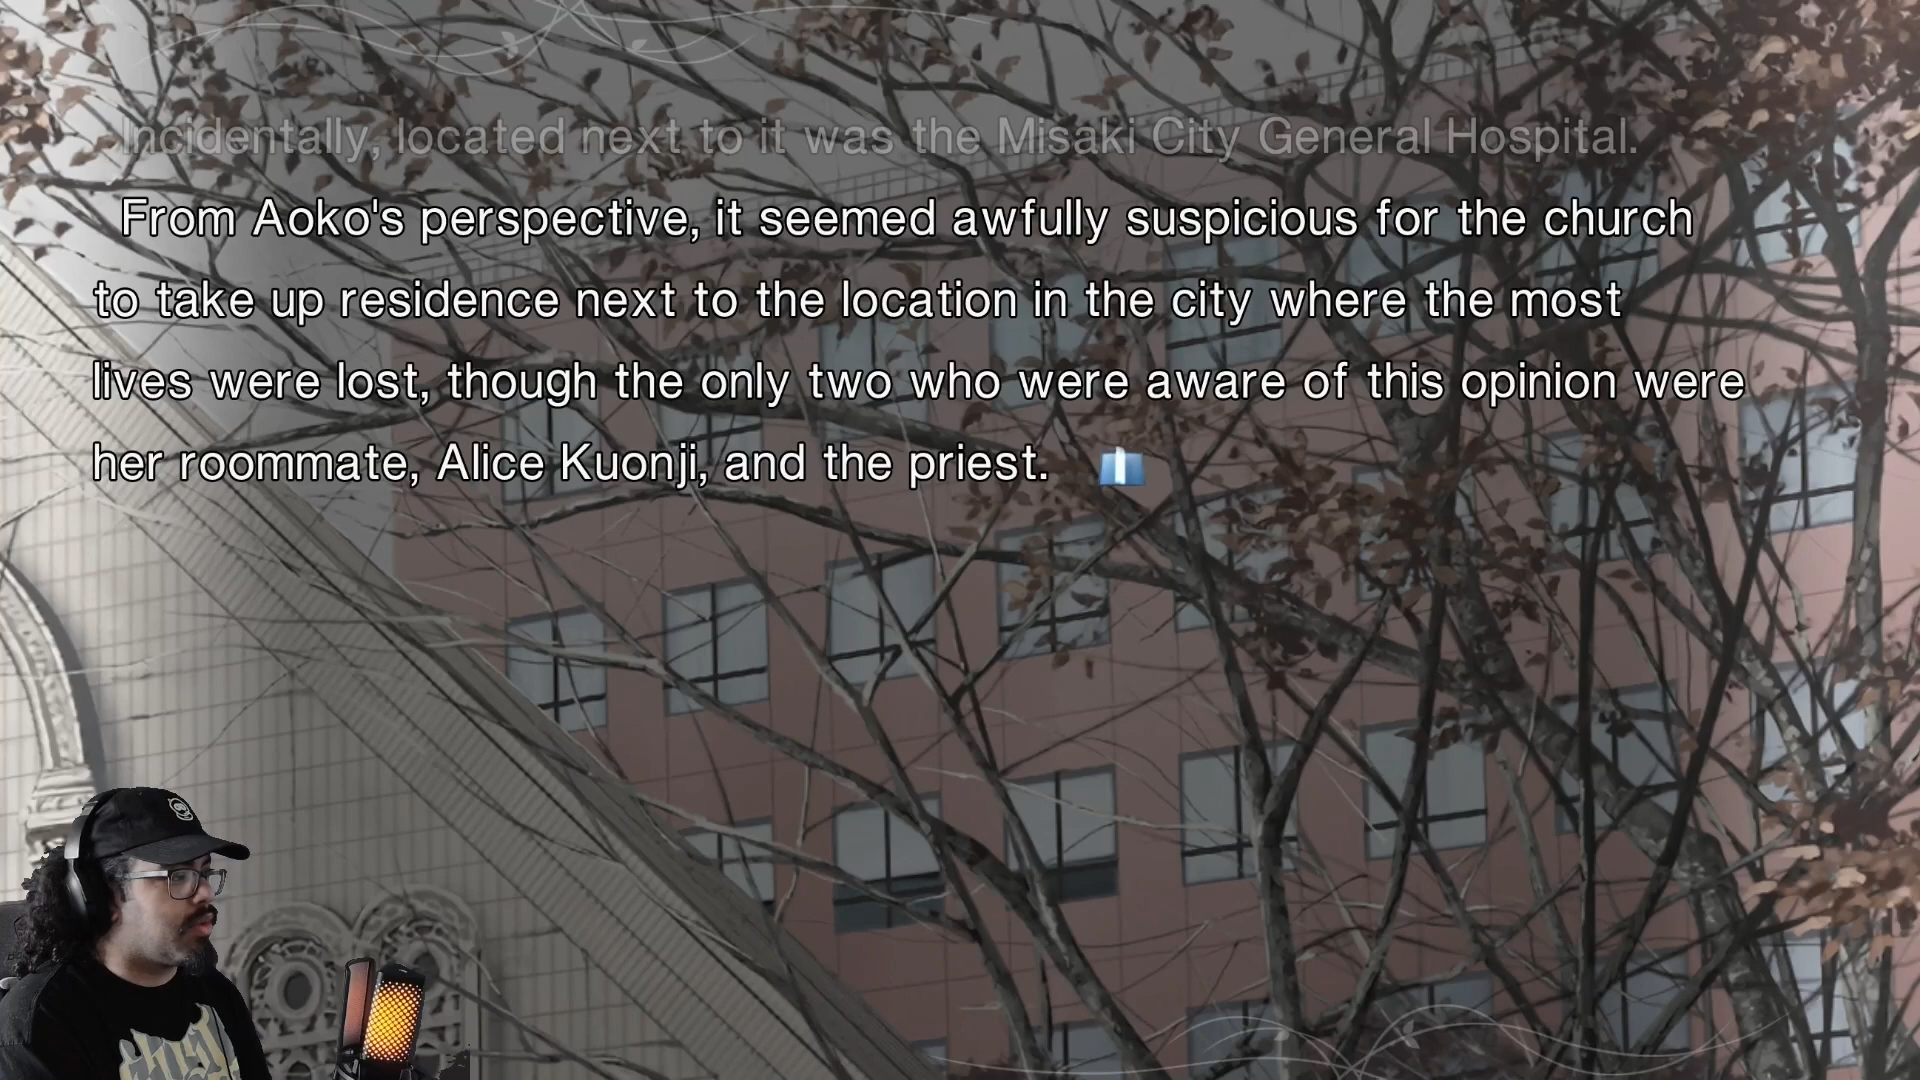 Incidentally, located next to it was the Misaki City General Hospital.
From Aoko's perspective, it seemed awfully suspicious for the church
to take up residence next to the location in the city where the most
lives were lost, though the only two who were aware of this opinion were
her roommate, Alice Kuonji, and the priest.